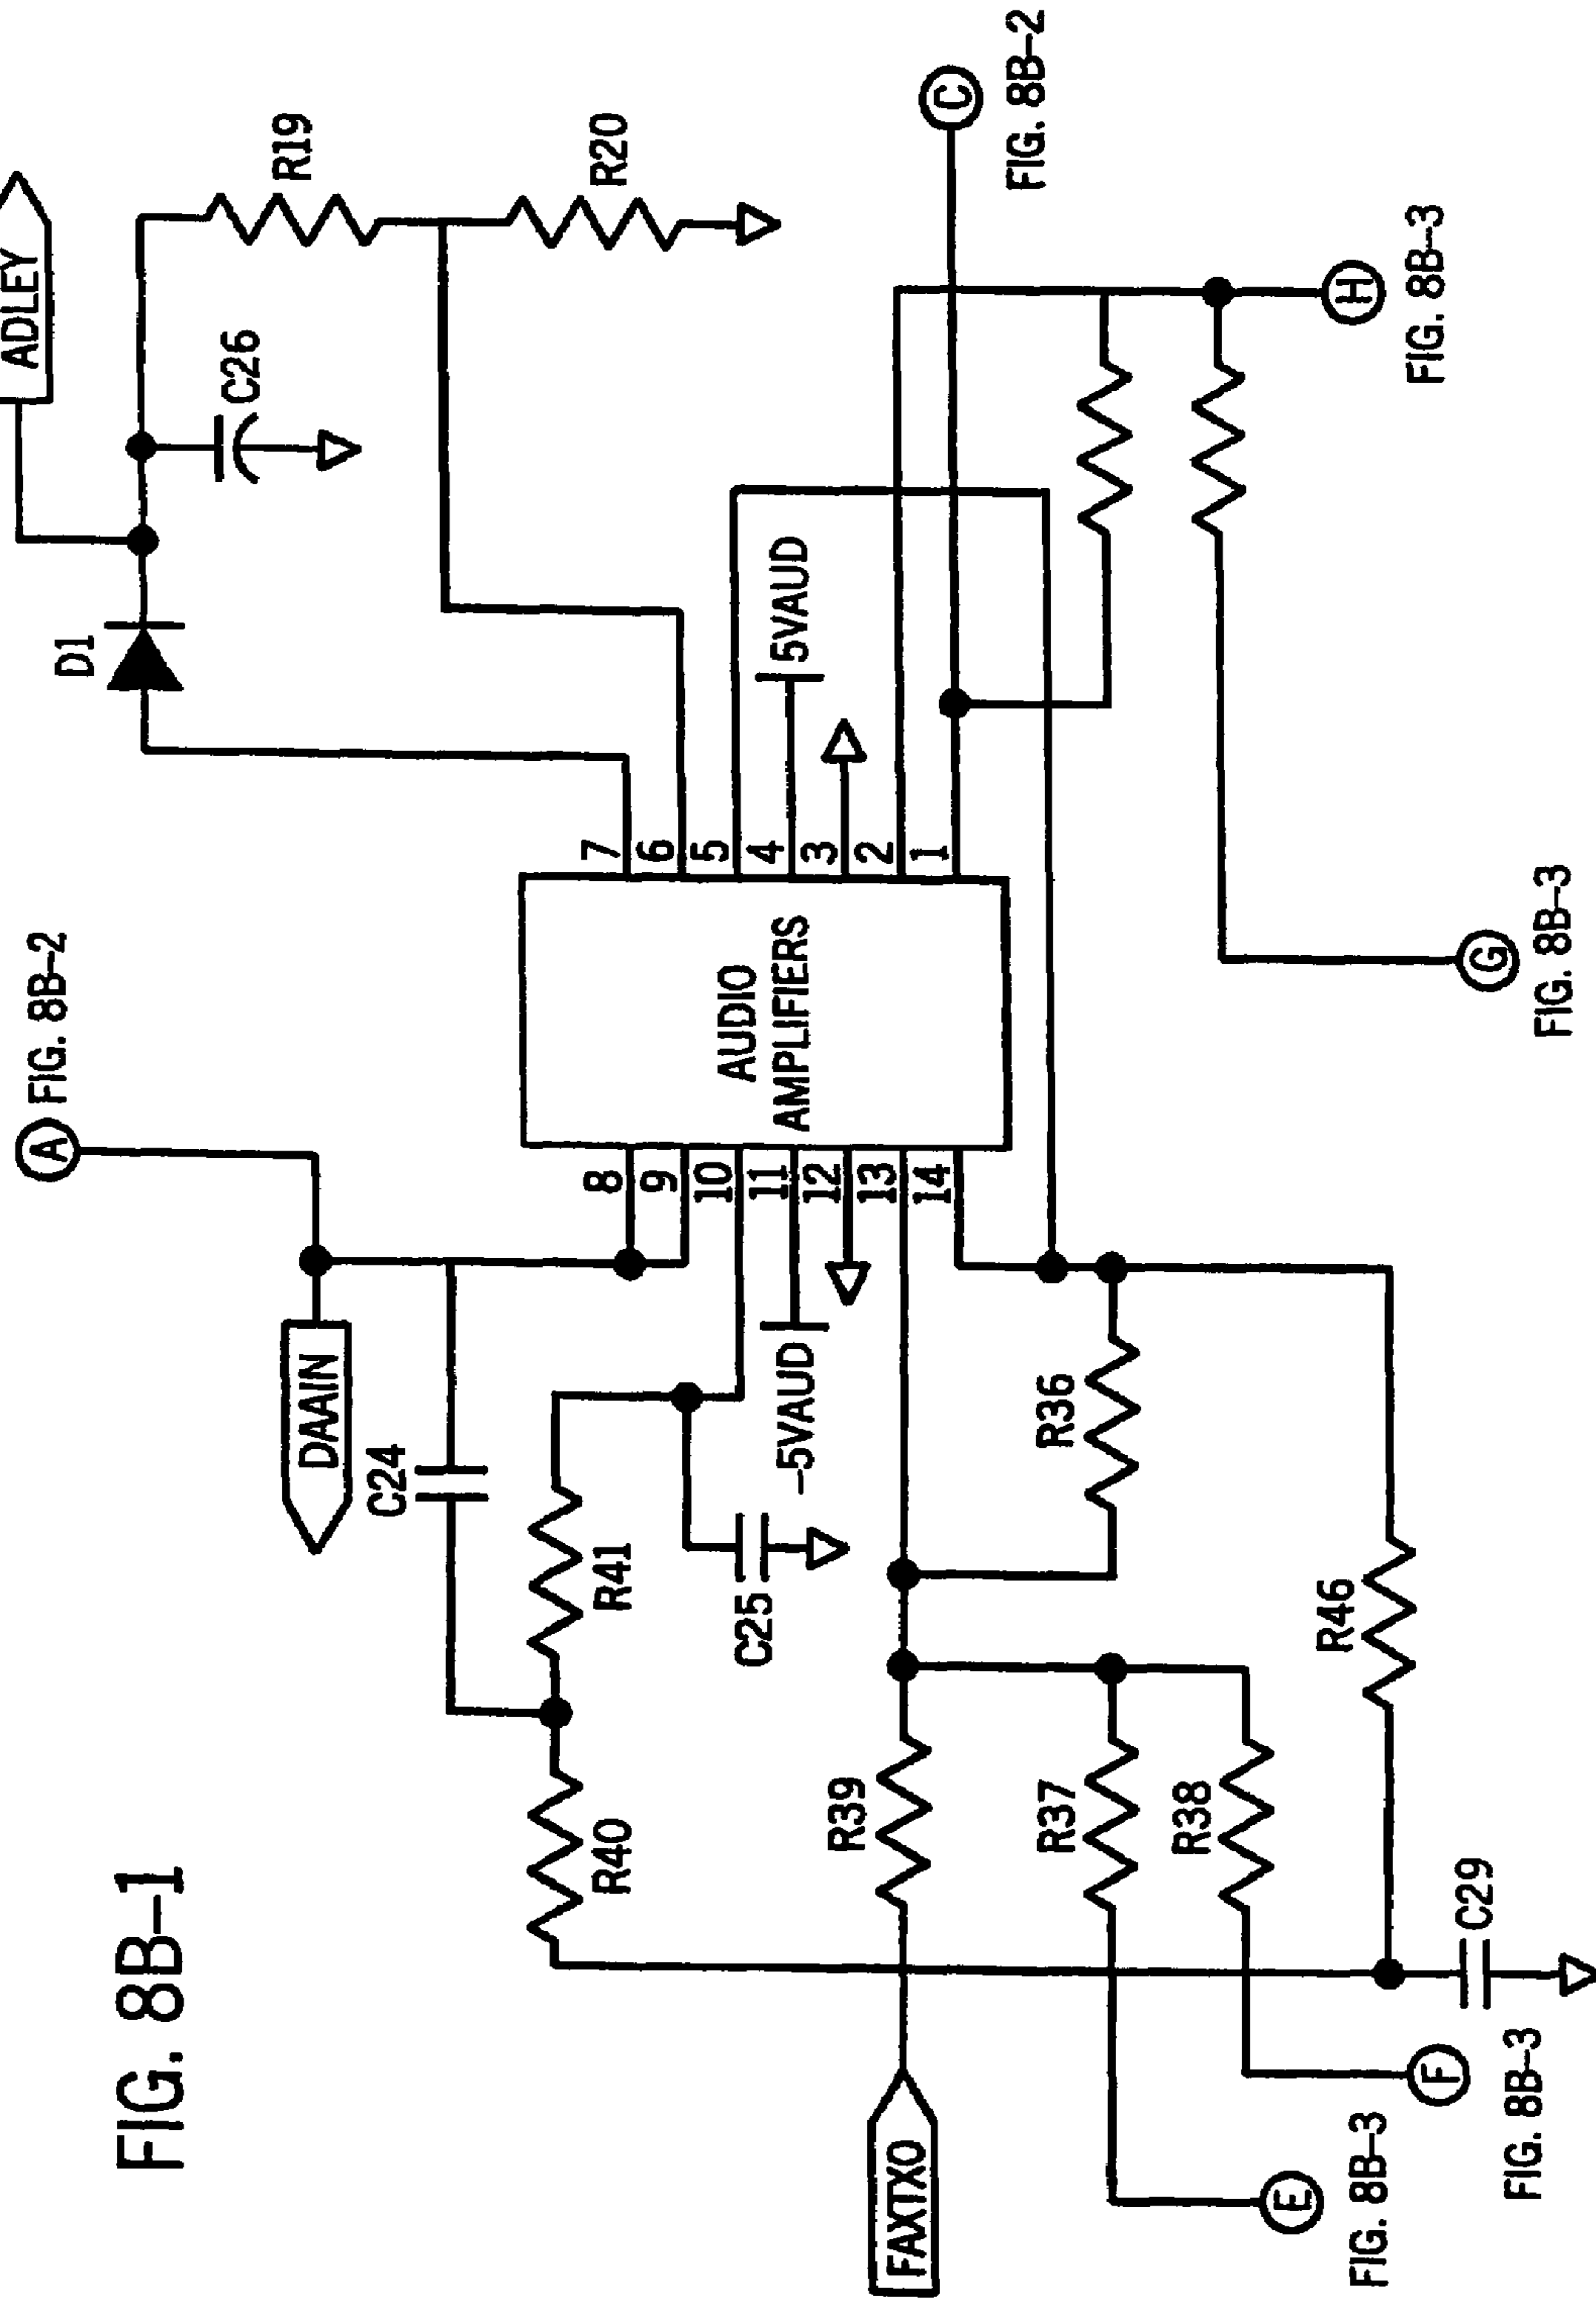 FIG. 8B–1
A FIG. 8B–2
ADLEY
D1
C26
R19
R20
DAAIN
C24
R41
R40
C25
–5VAUD
8
9
10
11
12
13
14
AUDIO
AMPLIFIERS
7
6
5
4
3
2
1
5VAUD
C
FIG. 8B–2
FAXTXO
R39
R37
R38
R36
R46
C29
E
FIG. 8B–3
F
FIG. 8B–3
G
FIG. 8B–3
H
FIG. 8B–3